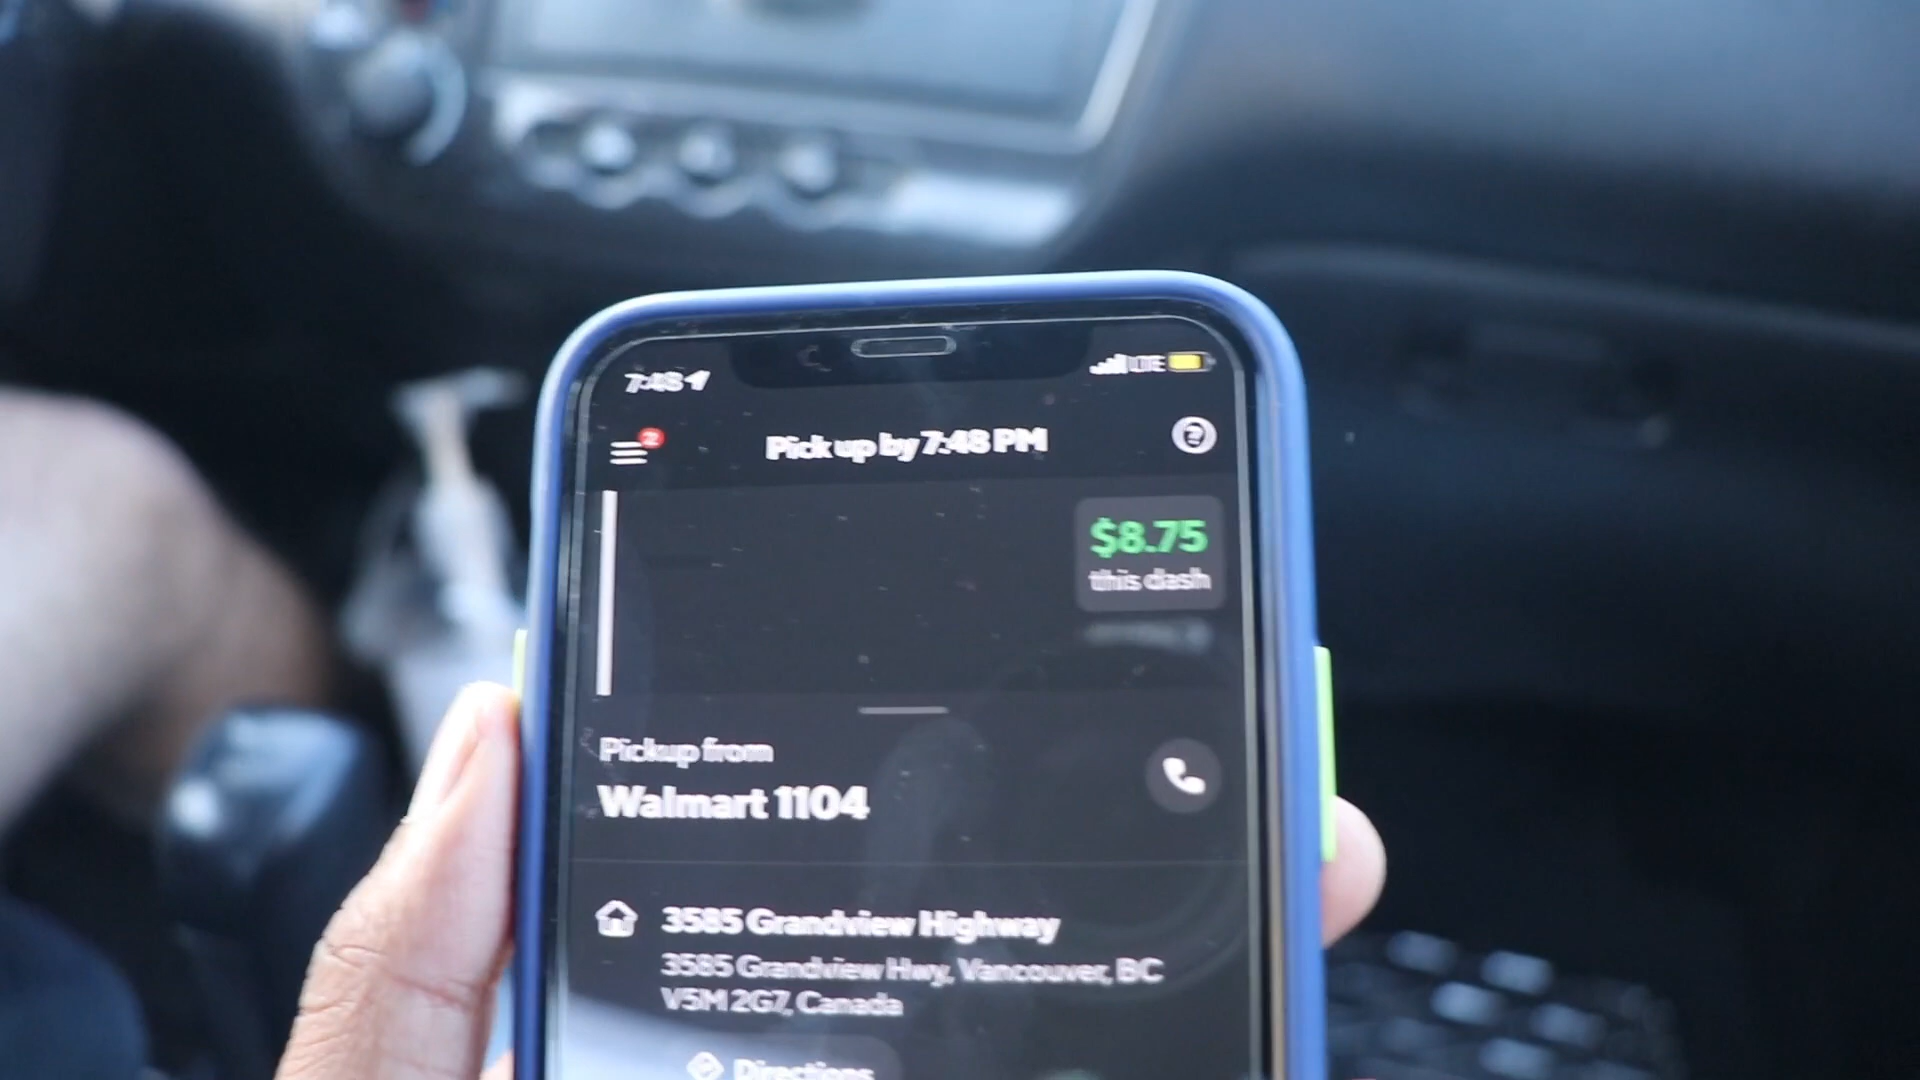 7:48 LTE
2
Pick up by 7:48 PM
$8.75
this dash
Pickup from
Walmart 1104
3585 Grandview Highway
3585 Grandview Hwy, Vancouver, BC
V5M 2G7, Canada
Directions